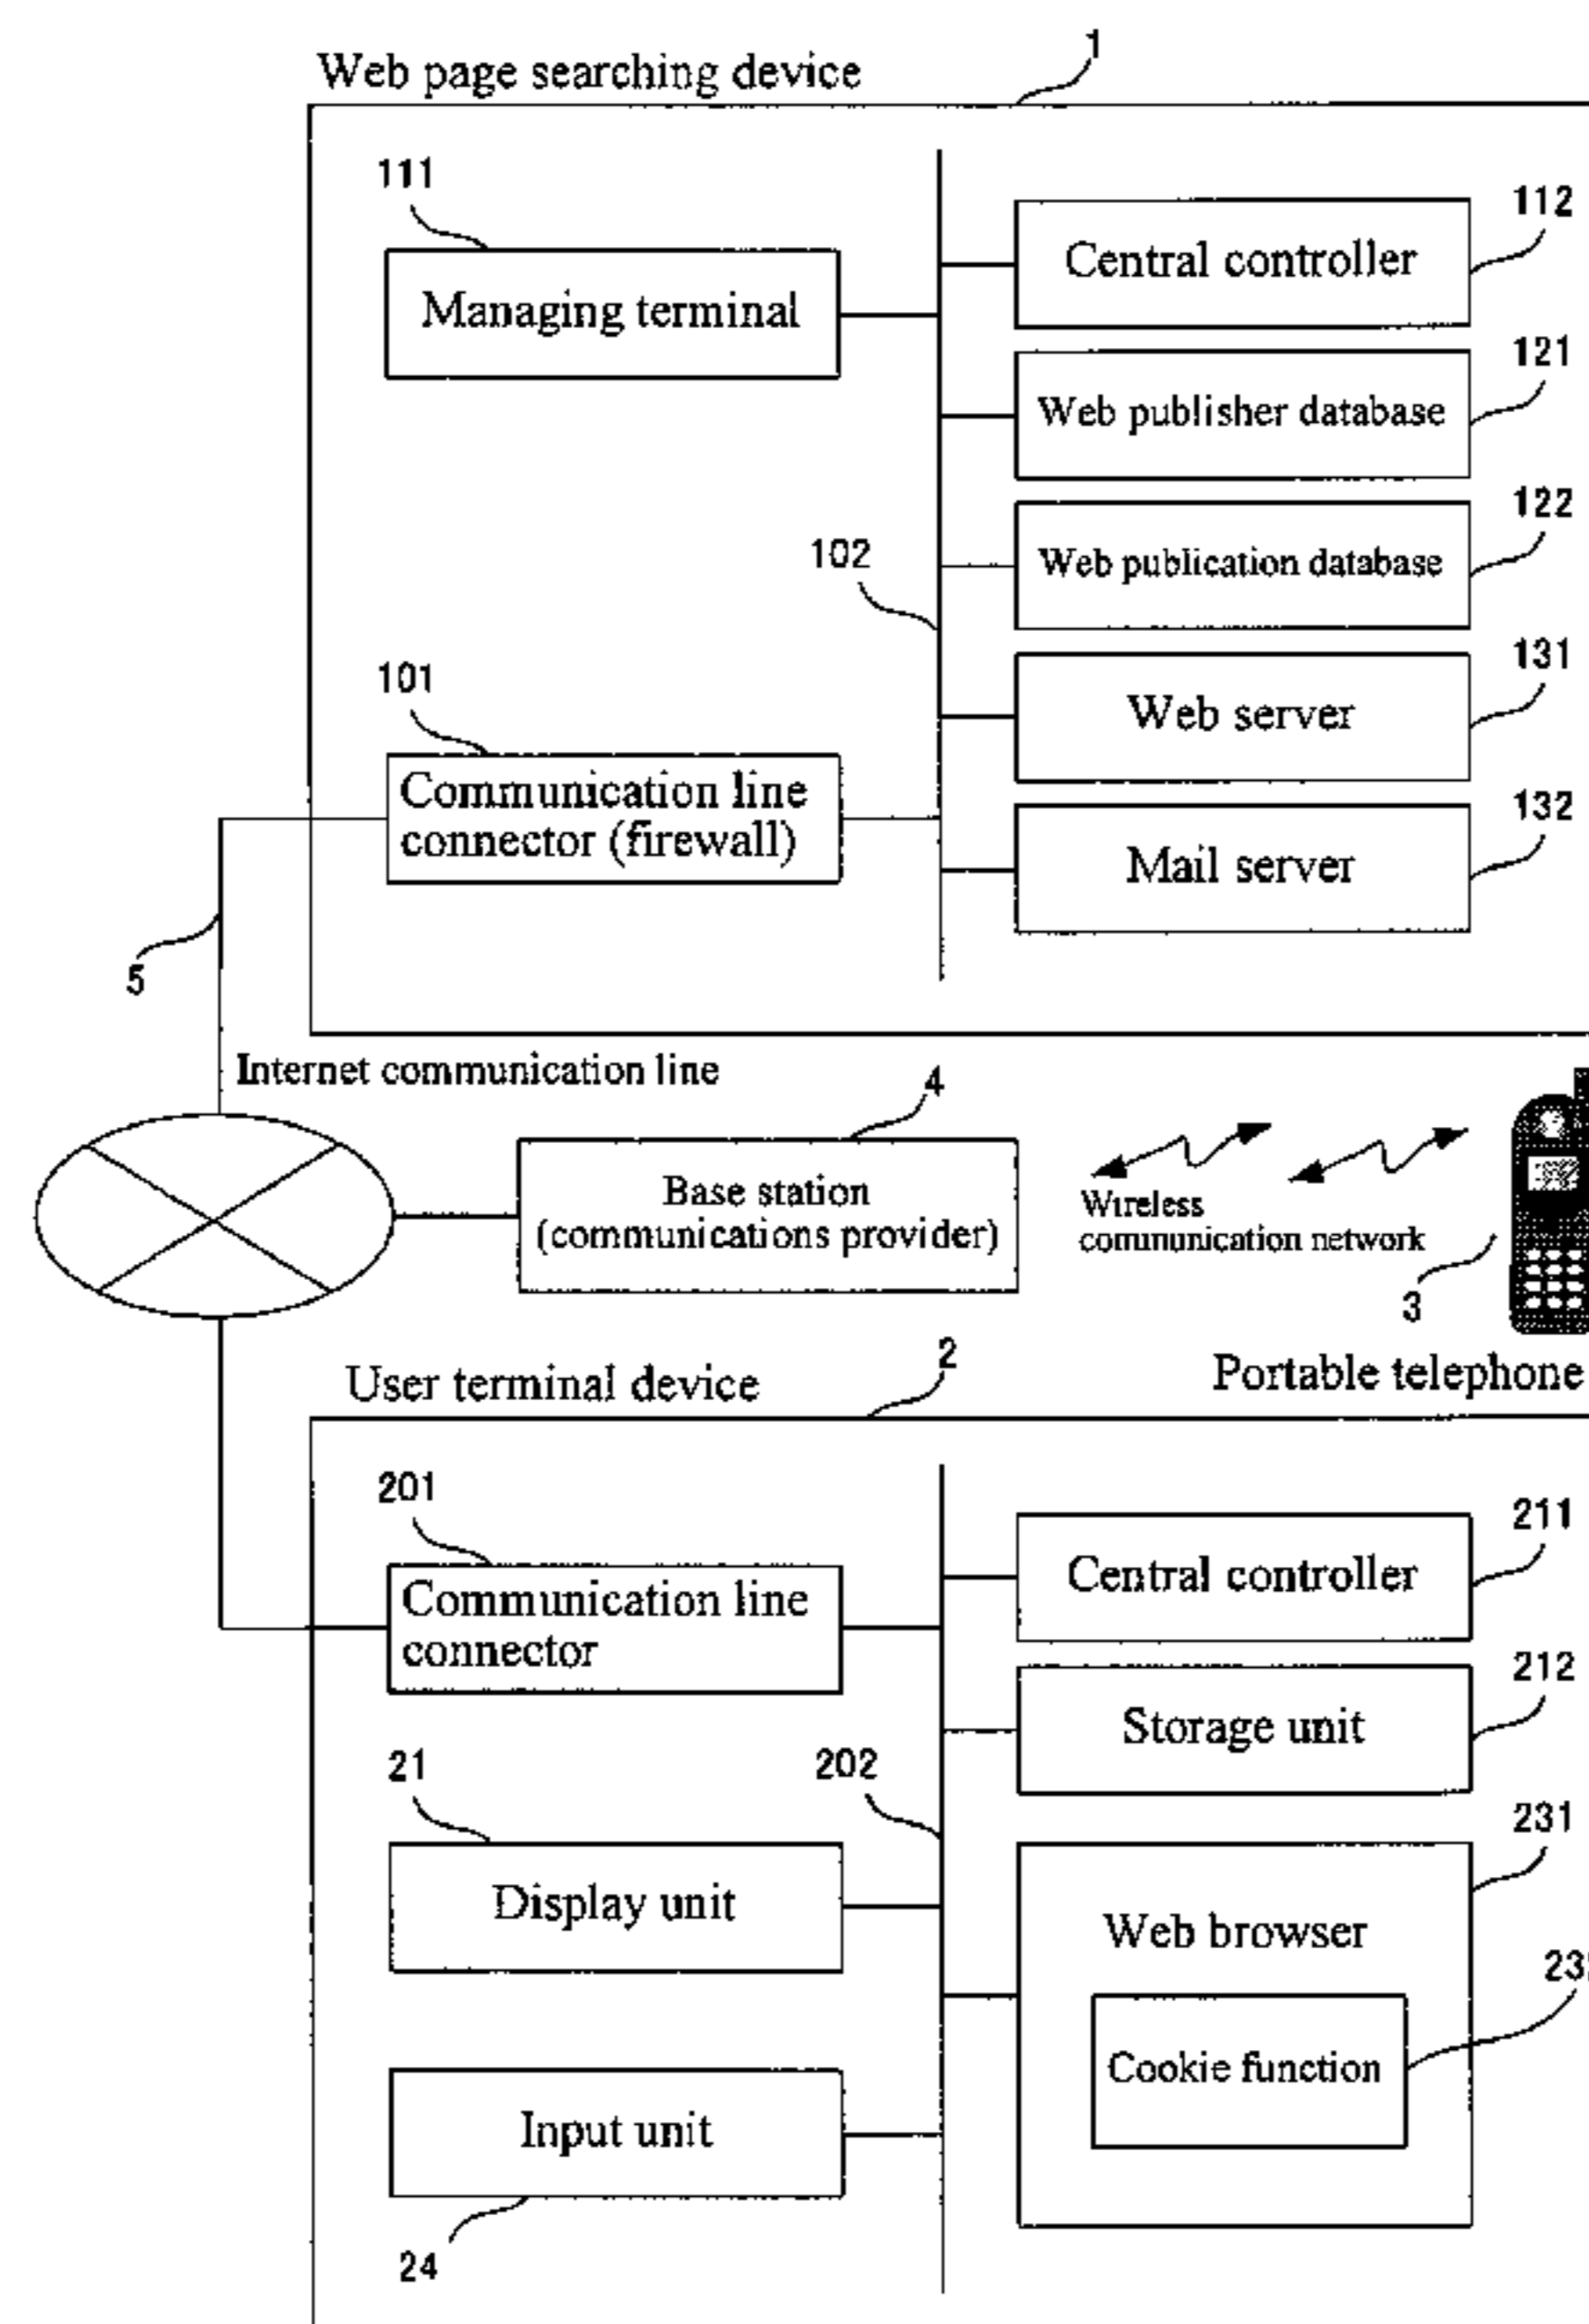 Web page searching device
1
111
Managing terminal
112
Central controller
121
Web publisher database
122
Web publication database
102
131
Web server
101
Communication line
connector (firewall)
132
Mail server
5
Internet communication line
4
Base station
(communications provider)
Wireless
communication network
3
Portable telephone
User terminal device
2
201
Communication line
connector
211
Central controller
212
Storage unit
21
Display unit
202
231
Web browser
Cookie function
Input unit
24